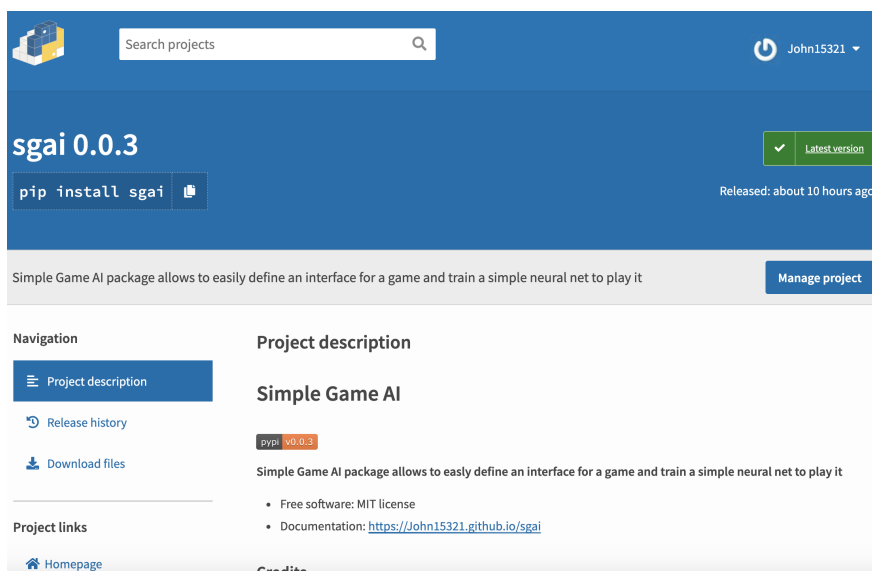 Search projects
John15321
sgai 0.0.3
Latest version
pip install sgai
Released: about 10 hours ago
Simple Game AI package allows to easily define an interface for a game and train a simple neural net to play it
Manage project
Navigation
Project description
Release history
Download files
Project links
Homepage
Project description
Simple Game AI
pypi v0.0.3
Simple Game AI package allows to easly define an interface for a game and train a simple neural net to play it
Free software: MIT license
Documentation: https://John15321.github.io/sgai
Credits